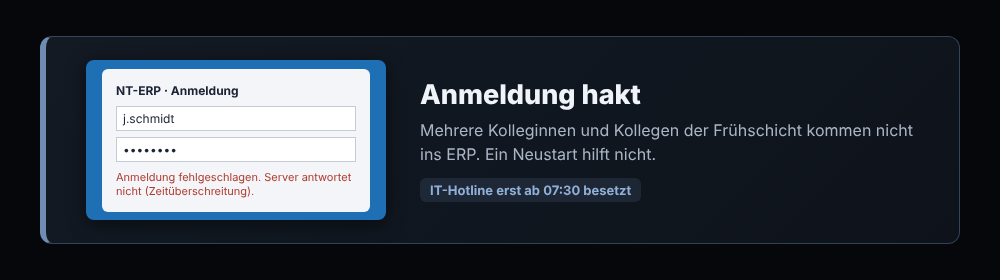 NT-ERP · Anmeldung
j.schmidt
••••••••
Anmeldung fehlgeschlagen. Server antwortet
nicht (Zeitüberschreitung).
Anmeldung hakt
Mehrere Kolleginnen und Kollegen der Frühschicht kommen nicht
ins ERP. Ein Neustart hilft nicht.
IT-Hotline erst ab 07:30 besetzt